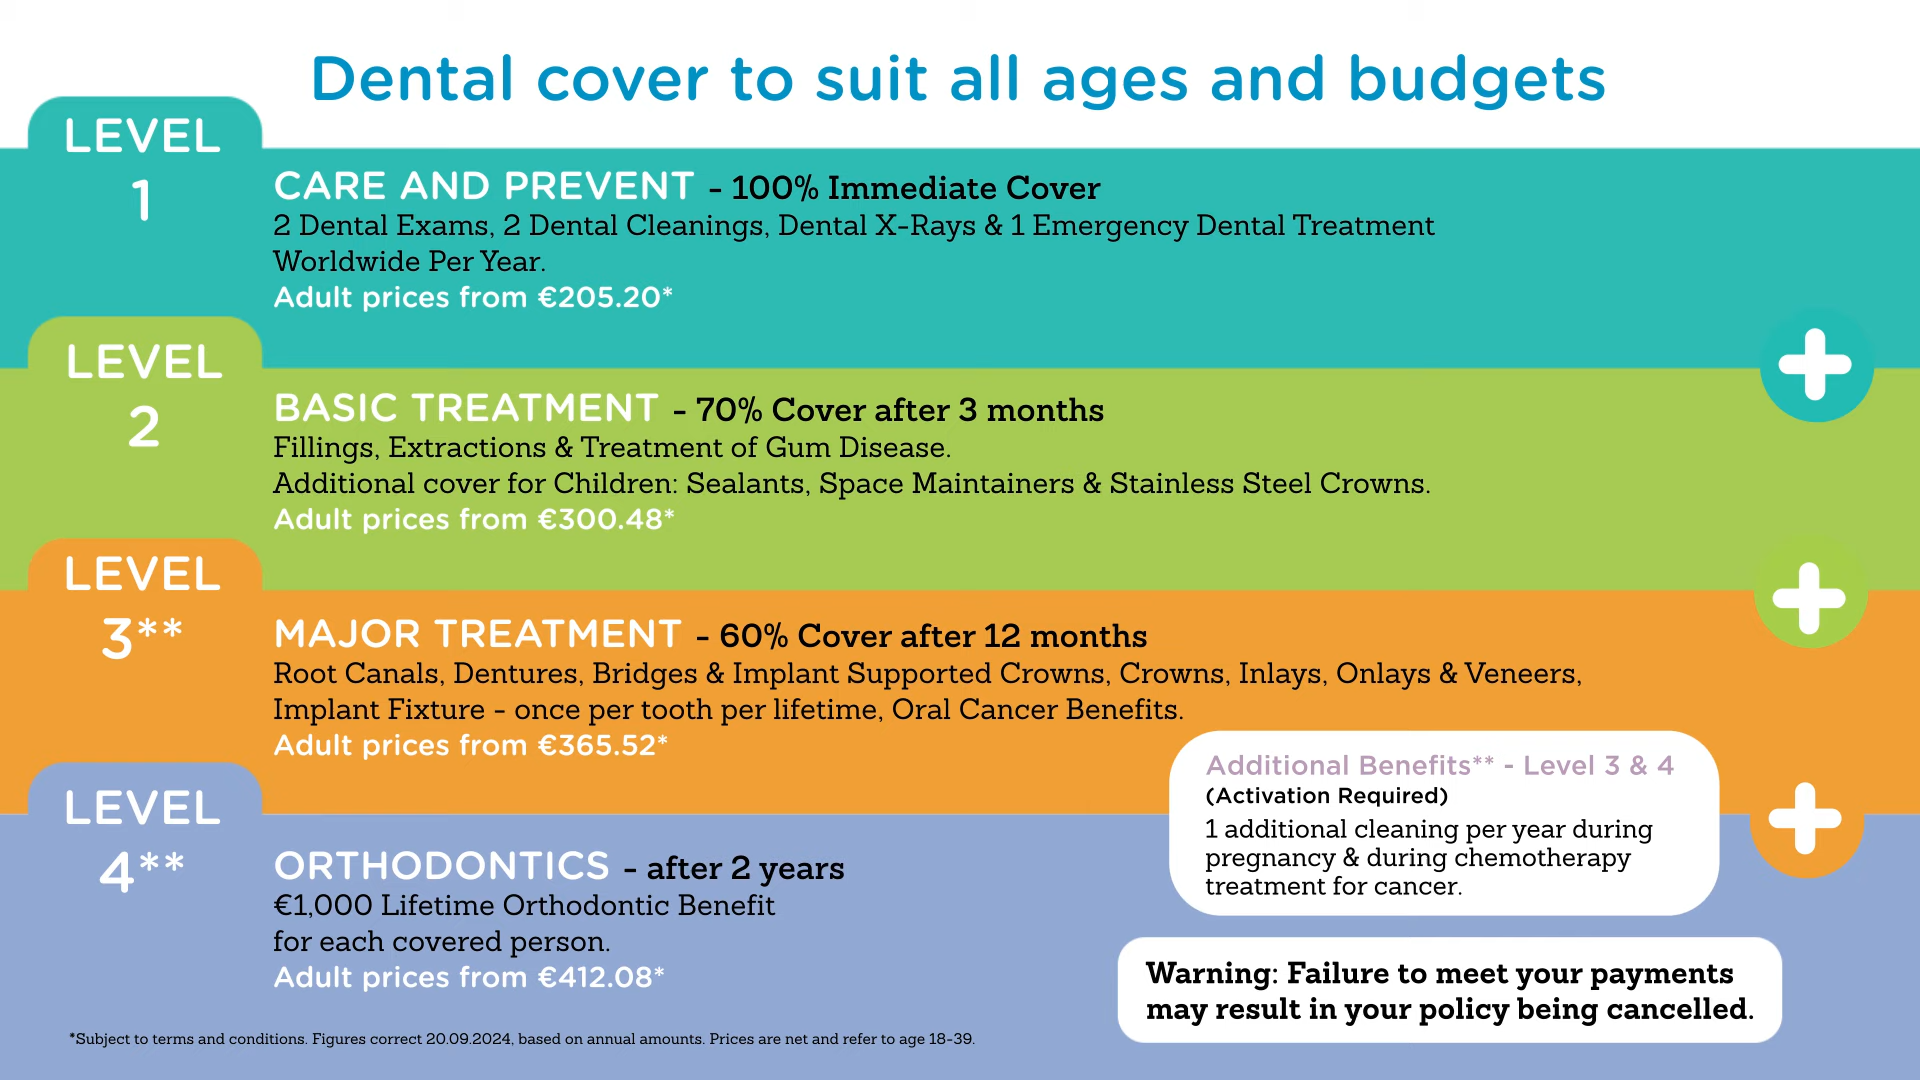 Dental cover to suit all ages and budgets
LEVEL
1
CARE AND PREVENT - 100% Immediate Cover
2 Dental Exams, 2 Dental Cleanings, Dental X-Rays & 1 Emergency Dental Treatment
Worldwide Per Year.
Adult prices from €205.20*
LEVEL
2
BASIC TREATMENT - 70% Cover after 3 months
Fillings, Extractions & Treatment of Gum Disease.
Additional cover for Children: Sealants, Space Maintainers & Stainless Steel Crowns.
Adult prices from €300.48*
LEVEL
3**
MAJOR TREATMENT - 60% Cover after 12 months
Root Canals, Dentures, Bridges & Implant Supported Crowns, Crowns, Inlays, Onlays & Veneers,
Implant Fixture - once per tooth per lifetime, Oral Cancer Benefits.
Adult prices from €365.52*
LEVEL
4**
ORTHODONTICS - after 2 years
€1,000 Lifetime Orthodontic Benefit
for each covered person.
Adult prices from €412.08*
Additional Benefits** - Level 3 & 4
(Activation Required)
1 additional cleaning per year during
pregnancy & during chemotherapy
treatment for cancer.
Warning: Failure to meet your payments
may result in your policy being cancelled.
*Subject to terms and conditions. Figures correct 20.09.2024, based on annual amounts. Prices are net and refer to age 18-39.